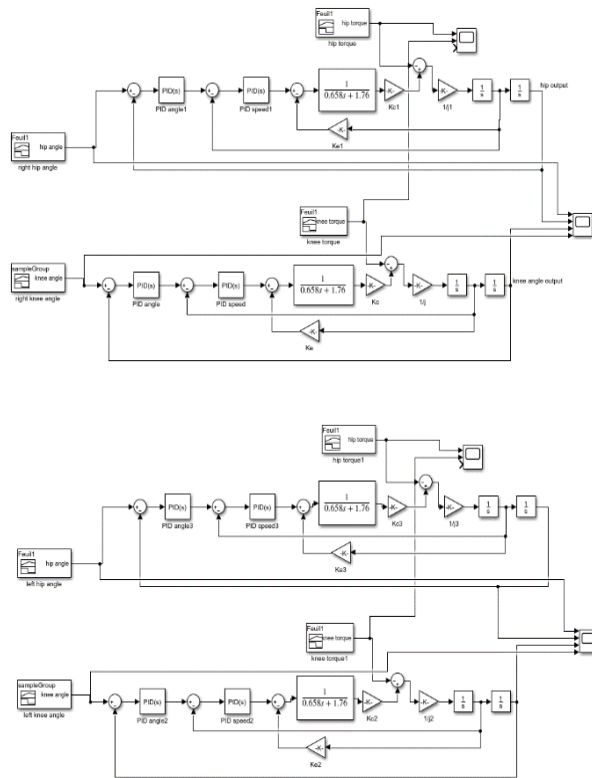 Feuil1
hip torque
hip torque
PID(s)
PID angle1
PID(s)
PID speed1
1
0.658s + 1.76
-K-
Kc1
-K-
1/j1
1
s
1
s
hip output
-K-
Ke1
Feuil1
hip angle
right hip angle
Feuil1
knee torque
knee torque
sampleGroup
knee angle
right knee angle
PID(s)
PID angle
PID(s)
PID speed
1
0.658s + 1.76
-K-
Kc
-K-
1/j
1
s
1
s
knee angle output
-K-
Ke
Feuil1
hip torque
hip torque1
PID(s)
PID angle3
PID(s)
PID speed3
1
0.658s + 1.76
-K-
Kc3
-K-
1/j3
1
s
1
s
-K-
Ke3
Feuil1
hip angle
left hip angle
Feuil1
knee torque
knee torque1
sampleGroup
knee angle
left knee angle
PID(s)
PID angle2
PID(s)
PID speed2
1
0.658s + 1.76
-K-
Kc2
-K-
1/j2
1
s
1
s
-K-
Ke2